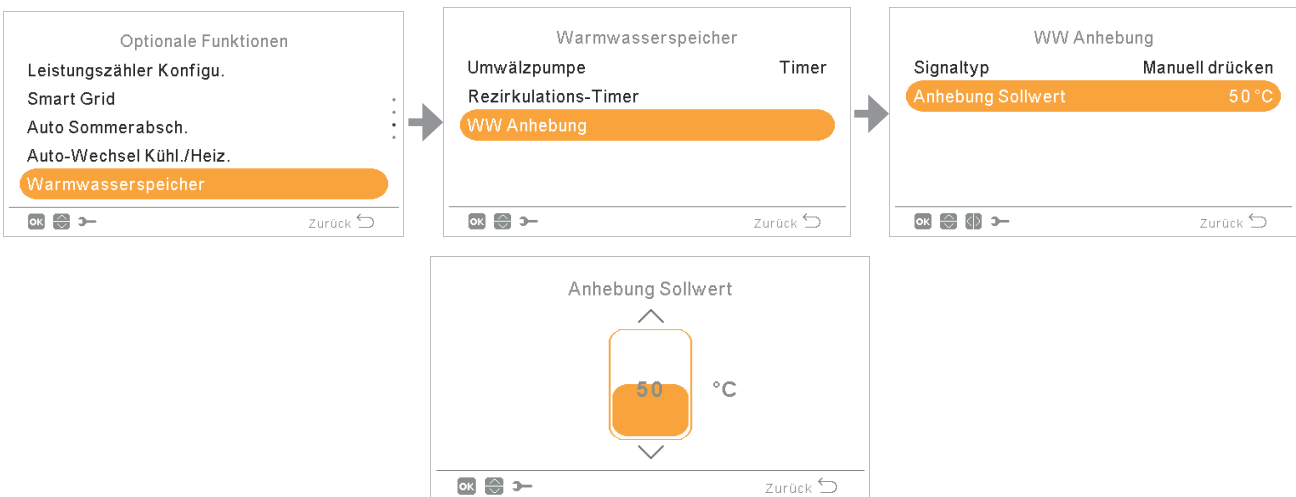 Optionale Funktionen
Leistungszähler Konfigu.
Smart Grid
Auto Sommerabsch.
Auto-Wechsel Kühl./Heiz.
Warmwasserspeicher
OK Zurück
Warmwasserspeicher
Umwälzpumpe Timer
Rezirkulations-Timer
WW Anhebung
OK Zurück
WW Anhebung
Signaltyp Manuell drücken
Anhebung Sollwert 50°C
OK Zurück
Anhebung Sollwert
50 °C
OK Zurück